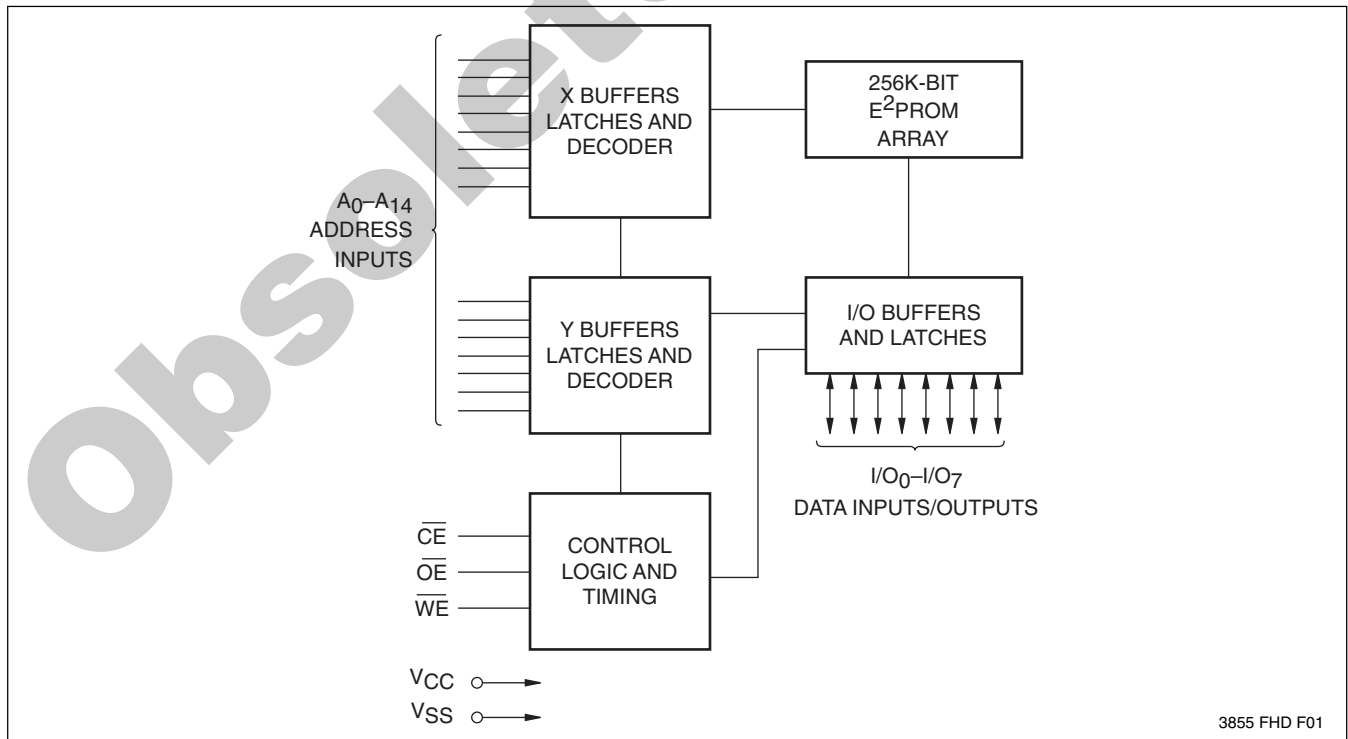 Obsolete
X BUFFERS
LATCHES AND
DECODER
256K-BIT
E2PROM
ARRAY
A0–A14
ADDRESS
INPUTS
Y BUFFERS
LATCHES AND
DECODER
I/O BUFFERS
AND LATCHES
I/O0–I/O7
DATA INPUTS/OUTPUTS
CE
OE
WE
CONTROL
LOGIC AND
TIMING
VCC
VSS
3855 FHD F01